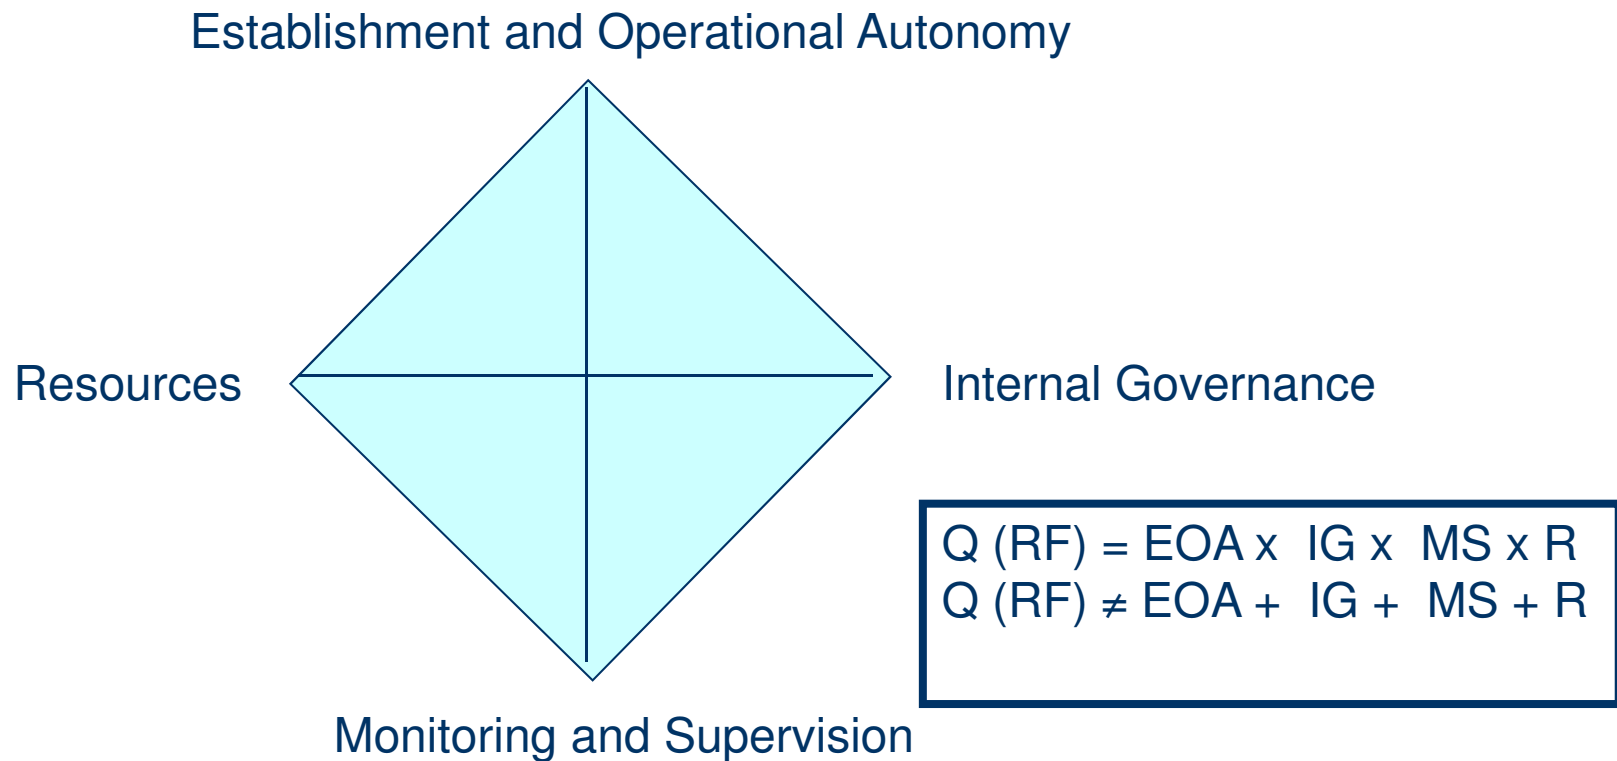 Establishment and Operational Autonomy
Resources
Internal Governance
Q (RF) = EOA x IG x MS x R
Q (RF) ≠ EOA + IG + MS + R
Monitoring and Supervision